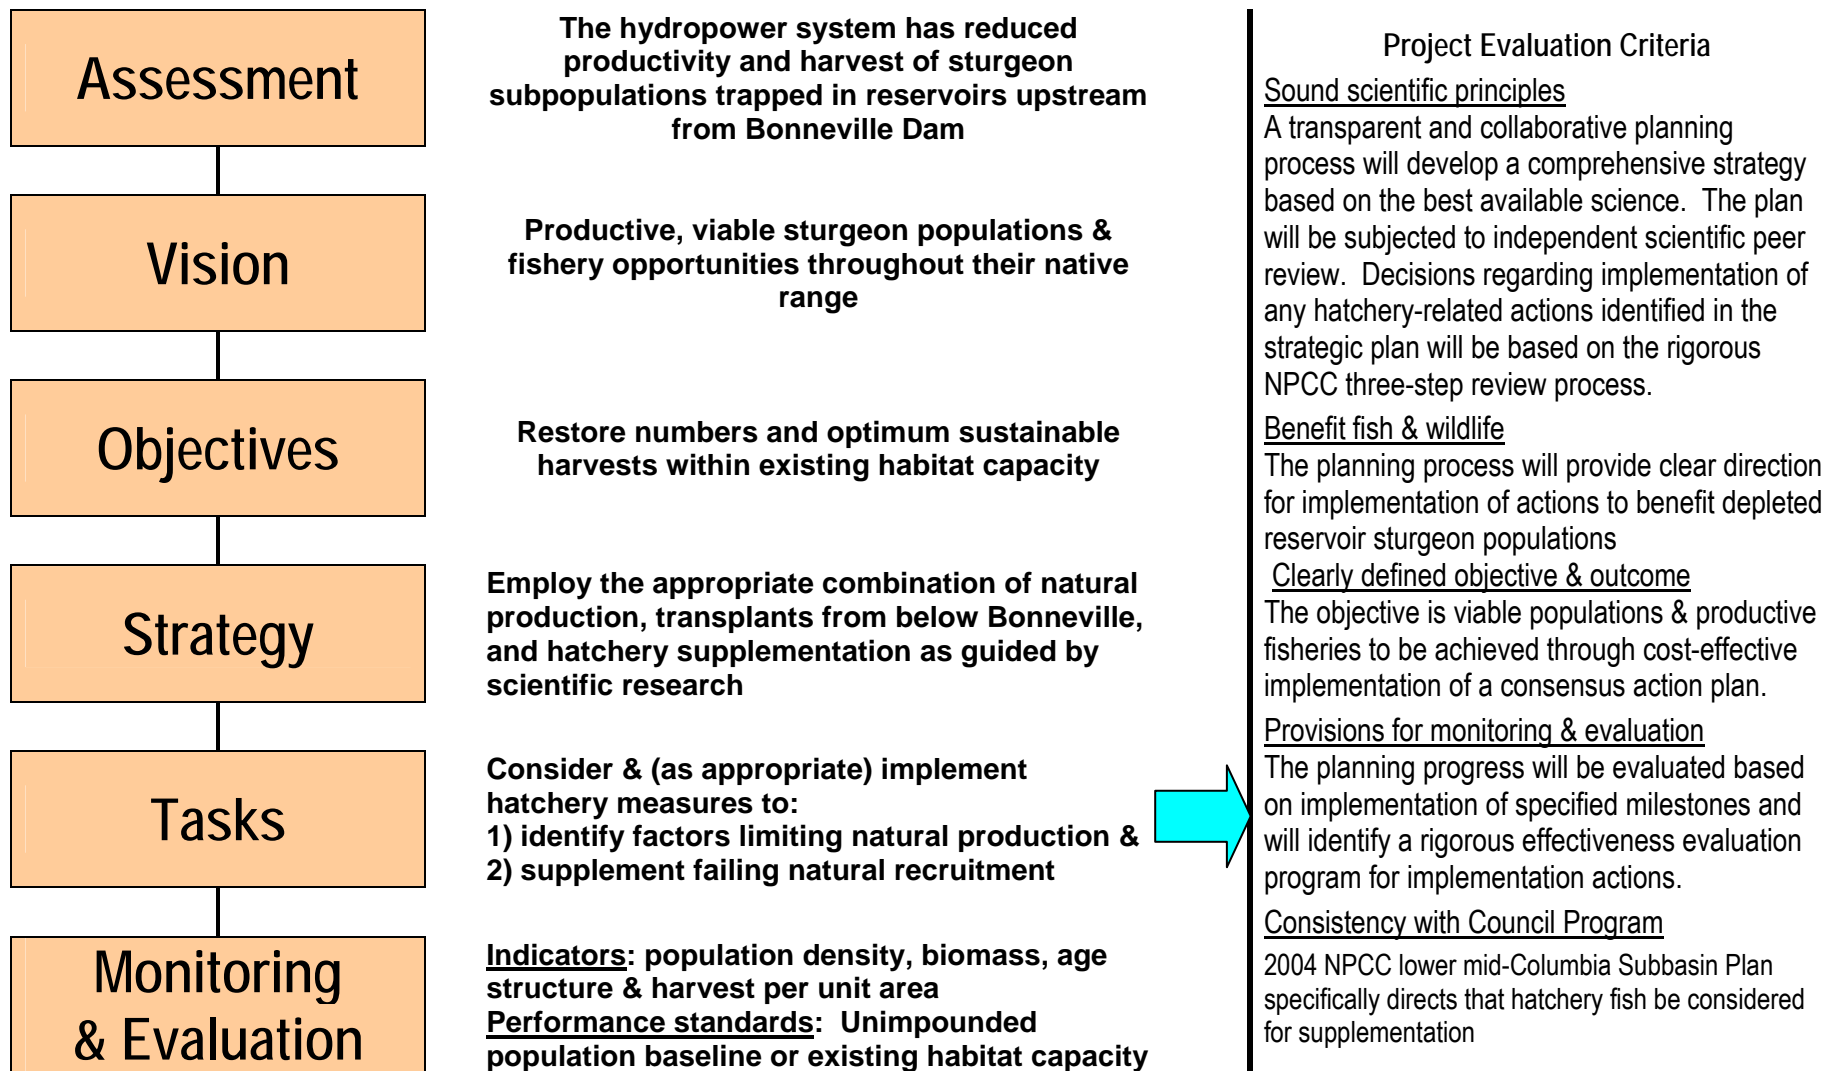 Assessment
The hydropower system has reduced
productivity and harvest of sturgeon
subpopulations trapped in reservoirs upstream
from Bonneville Dam
Vision
Productive, viable sturgeon populations &
fishery opportunities throughout their native
range
Objectives
Restore numbers and optimum sustainable
harvests within existing habitat capacity
Strategy
Employ the appropriate combination of natural
production, transplants from below Bonneville,
and hatchery supplementation as guided by
scientific research
Tasks
Consider & (as appropriate) implement
hatchery measures to:
1) identify factors limiting natural production &
2) supplement failing natural recruitment
Monitoring
& Evaluation
Indicators: population density, biomass, age
structure & harvest per unit area
Performance standards: Unimpounded
population baseline or existing habitat capacity
Project Evaluation Criteria
Sound scientific principles
A transparent and collaborative planning
process will develop a comprehensive strategy
based on the best available science. The plan
will be subjected to independent scientific peer
review. Decisions regarding implementation of
any hatchery-related actions identified in the
strategic plan will be based on the rigorous
NPCC three-step review process.
Benefit fish & wildlife
The planning process will provide clear direction
for implementation of actions to benefit depleted
reservoir sturgeon populations
Clearly defined objective & outcome
The objective is viable populations & productive
fisheries to be achieved through cost-effective
implementation of a consensus action plan.
Provisions for monitoring & evaluation
The planning progress will be evaluated based
on implementation of specified milestones and
will identify a rigorous effectiveness evaluation
program for implementation actions.
Consistency with Council Program
2004 NPCC lower mid-Columbia Subbasin Plan
specifically directs that hatchery fish be considered
for supplementation